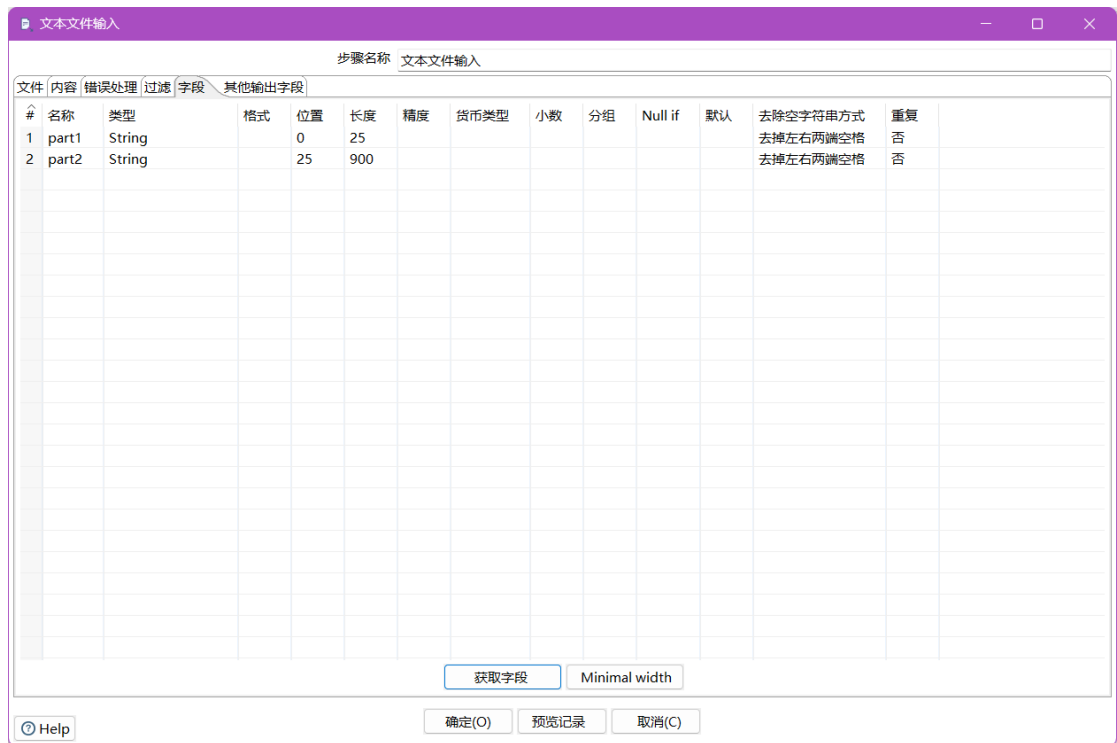 文本文件输入
步骤名称 文本文件输入
文件 内容 错误处理 过滤 字段 其他输出字段
# 名称 类型 格式 位置 长度 精度 货币类型 小数 分组 Null if 默认 去除空字符串方式 重复
1 part1 String 0 25 去掉左右两端空格 否
2 part2 String 25 900 去掉左右两端空格 否
获取字段 Minimal width
Help 确定(O) 预览记录 取消(C)